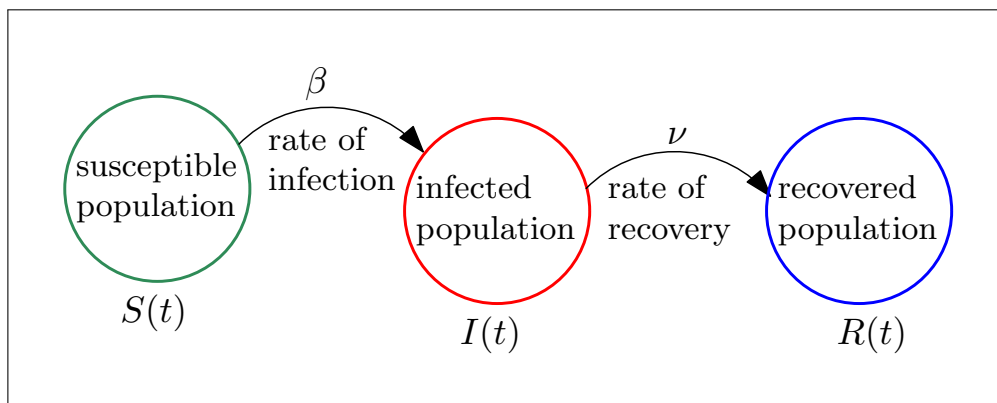 β
rate of
infection
susceptible
population
S(t)
infected
population
I(t)
ν
rate of
recovery
recovered
population
R(t)